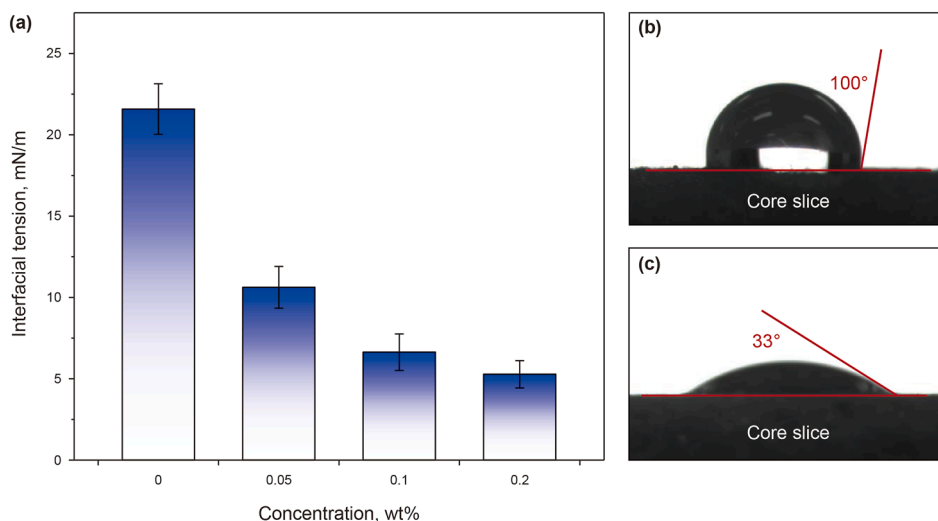 (a)
25
20
15
10
5
0
Interfacial tension, mN/m
0
0.05
0.1
0.2
Concentration, wt%
(b)
100°
Core slice
(c)
33°
Core slice